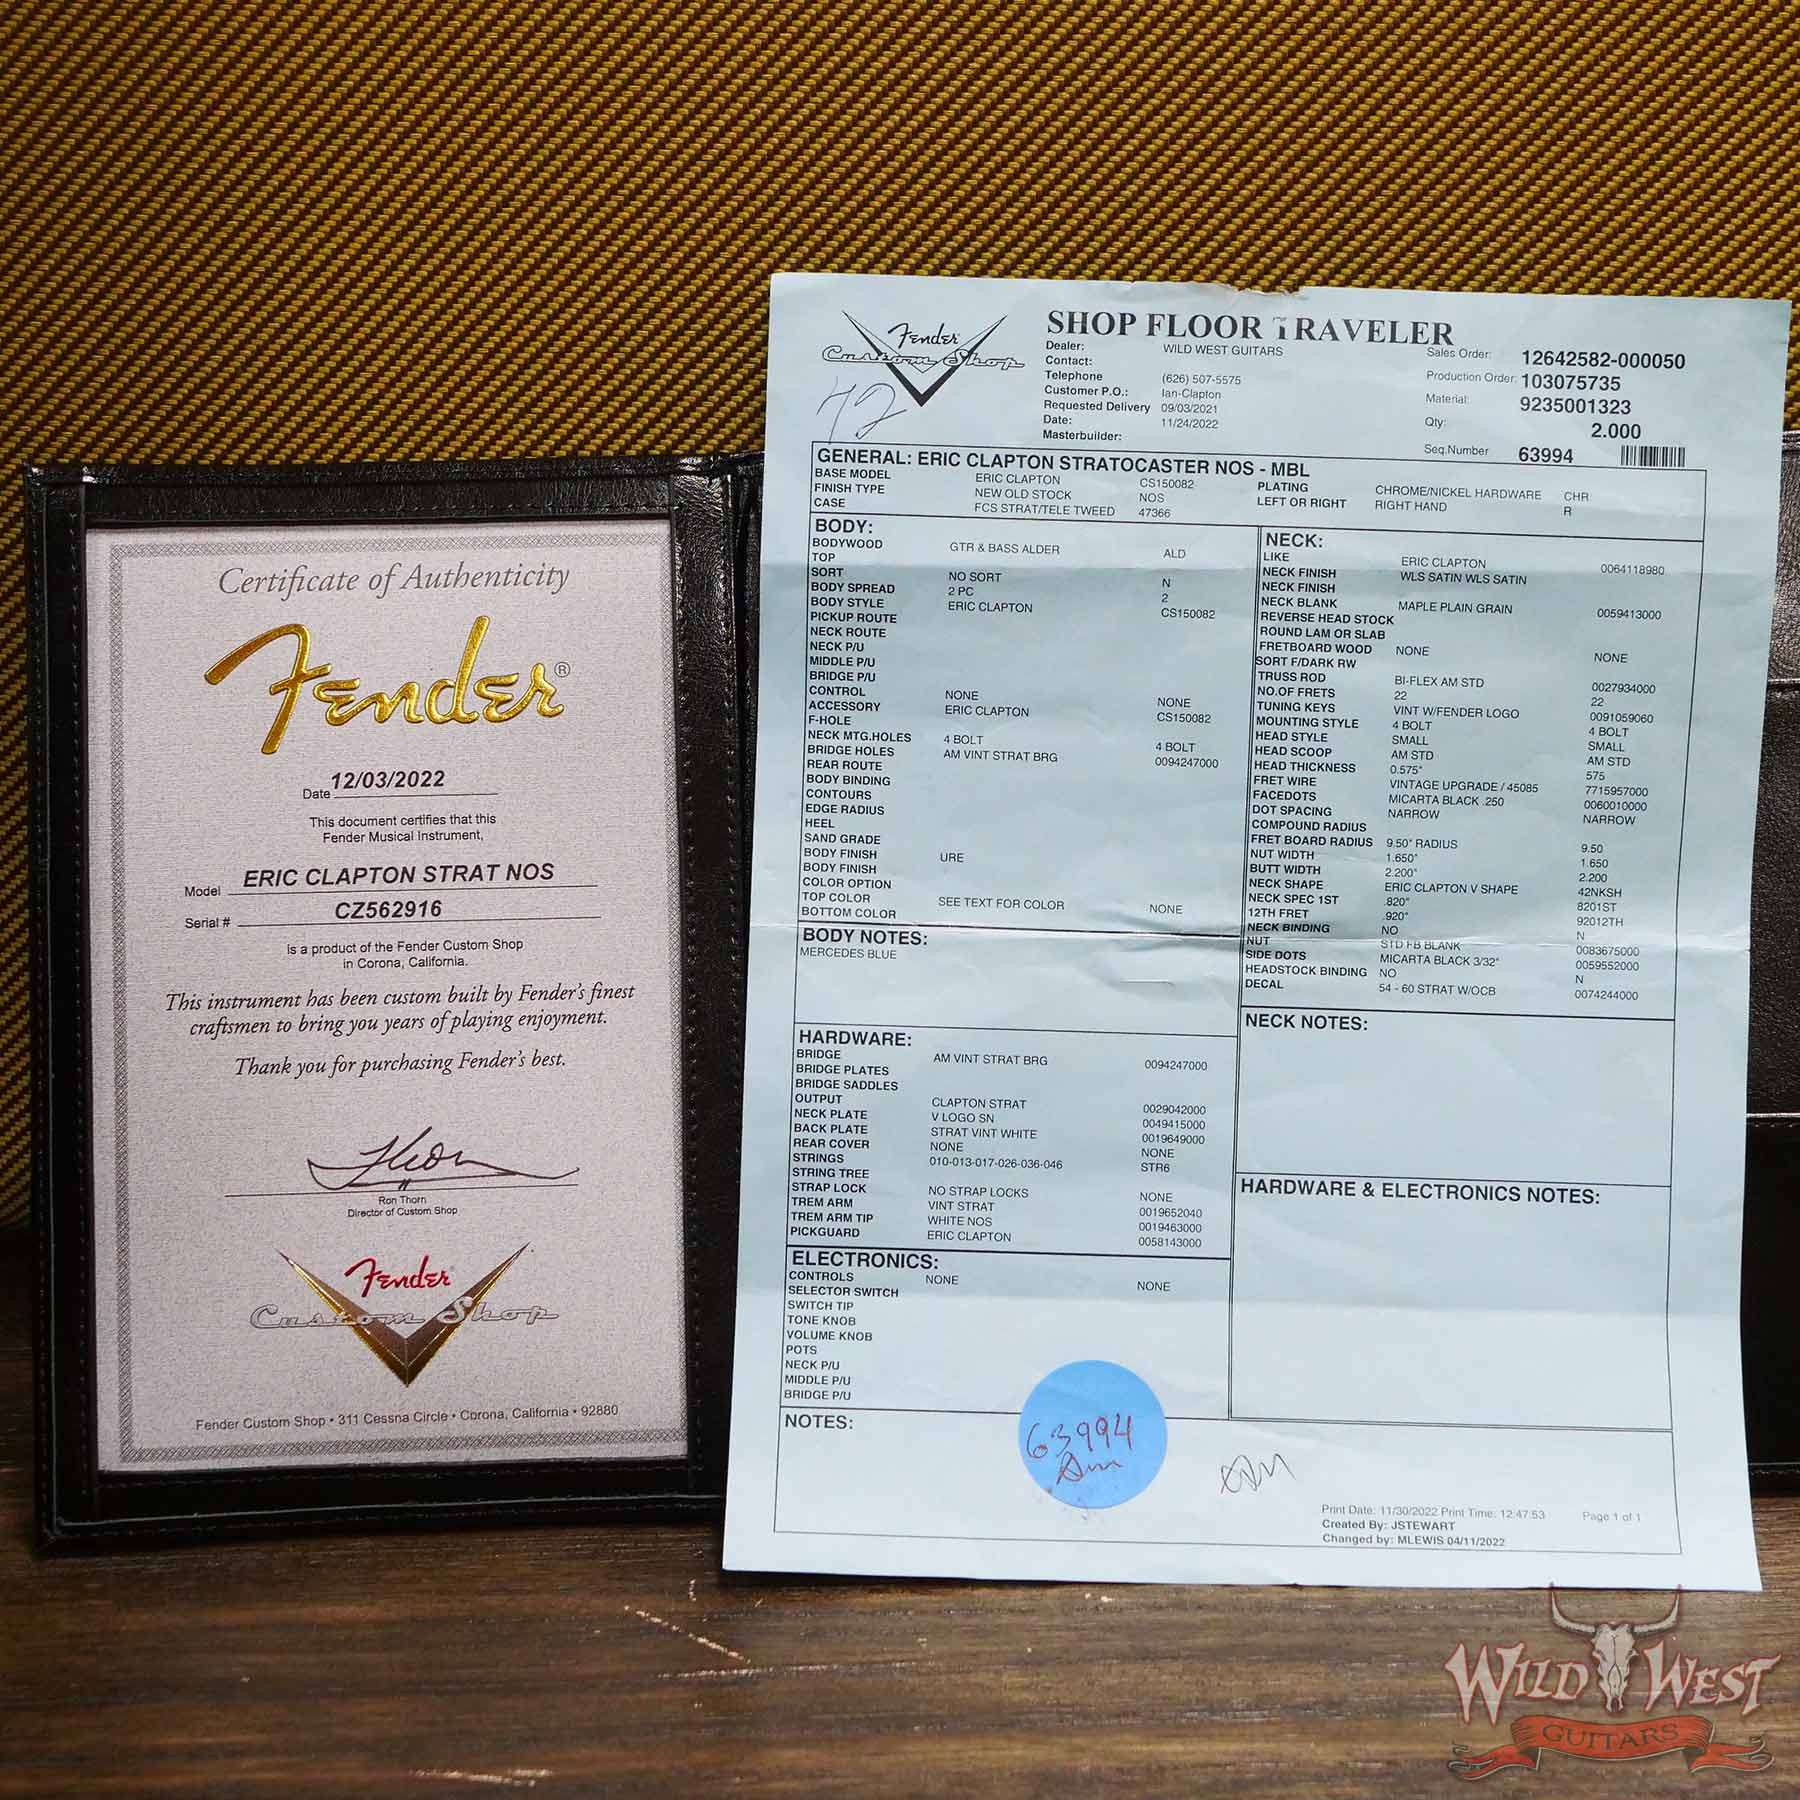 Certificate of Authenticity
Fender®
Date 12/03/2022
This document certifies that this
Fender Musical Instrument,
Model ERIC CLAPTON STRAT NOS
Serial # CZ562916
is a product of the Fender Custom Shop
in Corona, California.
This instrument has been custom built by Fender's finest
craftsmen to bring you years of playing enjoyment.
Thank you for purchasing Fender's best.
Ron Thorn
Director of Custom Shop
Fender
Custom Shop
Fender Custom Shop • 311 Cessna Circle • Corona, California • 92880
Fender
Custom Shop
42
SHOP FLOOR TRAVELER
Dealer: WILD WEST GUITARS
Contact:
Telephone (626) 507-5575
Customer P.O.: Ian-Clapton
Requested Delivery 09/03/2021
Date: 11/24/2022
Masterbuilder:
Sales Order: 12642582-000050
Production Order: 103075735
Material: 9235001323
Qty: 2.000
Seq.Number 63994
GENERAL: ERIC CLAPTON STRATOCASTER NOS - MBL
BASE MODEL ERIC CLAPTON CS150082
FINISH TYPE NEW OLD STOCK NOS
CASE FCS STRAT/TELE TWEED 47366
PLATING CHROME/NICKEL HARDWARE CHR
LEFT OR RIGHT RIGHT HAND R
BODY:
BODYWOOD GTR & BASS ALDER ALD
TOP
SORT NO SORT N
BODY SPREAD 2 PC 2
BODY STYLE ERIC CLAPTON CS150082
PICKUP ROUTE
NECK ROUTE
NECK P/U
MIDDLE P/U
BRIDGE P/U
CONTROL NONE NONE
ACCESSORY ERIC CLAPTON CS150082
F-HOLE
NECK MTG.HOLES 4 BOLT 4 BOLT
BRIDGE HOLES AM VINT STRAT BRG 0094247000
REAR ROUTE
BODY BINDING
CONTOURS
EDGE RADIUS
HEEL
SAND GRADE
BODY FINISH URE
BODY FINISH
COLOR OPTION
TOP COLOR SEE TEXT FOR COLOR NONE
BOTTOM COLOR
BODY NOTES:
MERCEDES BLUE
HARDWARE:
BRIDGE AM VINT STRAT BRG 0094247000
BRIDGE PLATES
BRIDGE SADDLES
OUTPUT CLAPTON STRAT 0029042000
NECK PLATE V LOGO SN 0049415000
BACK PLATE STRAT VINT WHITE 0019649000
REAR COVER NONE NONE
STRINGS 010-013-017-026-036-046 STR6
STRING TREE
STRAP LOCK NO STRAP LOCKS NONE
TREM ARM VINT STRAT 0019652040
TREM ARM TIP WHITE NOS 0019463000
PICKGUARD ERIC CLAPTON 0058143000
ELECTRONICS:
CONTROLS NONE NONE
SELECTOR SWITCH
SWITCH TIP
TONE KNOB
VOLUME KNOB
POTS
NECK P/U
MIDDLE P/U
BRIDGE P/U
NOTES:
63994
NECK:
LIKE ERIC CLAPTON 0064118980
NECK FINISH WLS SATIN WLS SATIN
NECK FINISH
NECK BLANK MAPLE PLAIN GRAIN 0059413000
REVERSE HEAD STOCK
ROUND LAM OR SLAB
FRETBOARD WOOD NONE NONE
SORT F/DARK RW
TRUSS ROD BI-FLEX AM STD 0027934000
NO.OF FRETS 22 22
TUNING KEYS VINT W/FENDER LOGO 0091059060
MOUNTING STYLE 4 BOLT 4 BOLT
HEAD STYLE SMALL SMALL
HEAD SCOOP AM STD AM STD
HEAD THICKNESS 0.575" 575
FRET WIRE VINTAGE UPGRADE / 45085 7715957000
FACEDOTS MICARTA BLACK .250 0060010000
DOT SPACING NARROW NARROW
COMPOUND RADIUS
FRET BOARD RADIUS 9.50" RADIUS 9.50
NUT WIDTH 1.650" 1.650
BUTT WIDTH 2.200" 2.200
NECK SHAPE ERIC CLAPTON V SHAPE 42NKSH
NECK SPEC 1ST .820" 8201ST
12TH FRET .920" 92012TH
NECK BINDING NO N
NUT STD FB BLANK 0083675000
SIDE DOTS MICARTA BLACK 3/32" 0059552000
HEADSTOCK BINDING NO N
DECAL 54 - 60 STRAT W/OCB 0074244000
NECK NOTES:
HARDWARE & ELECTRONICS NOTES:
Print Date: 11/30/2022 Print Time: 12:47:53 Page 1 of 1
Created By: JSTEWART
Changed by: MLEWIS 04/11/2022
WILD WEST
GUITARS